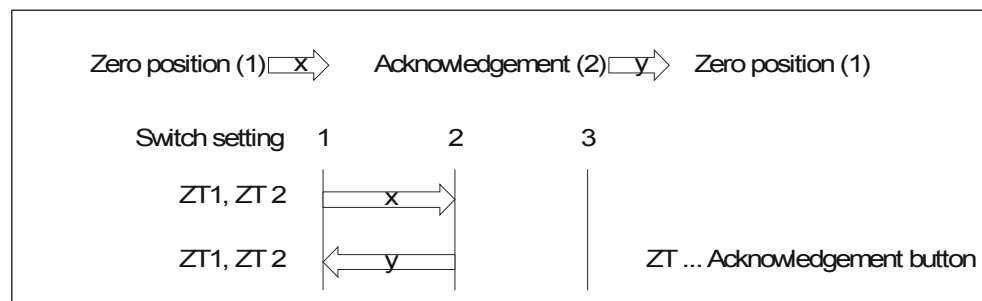 Zero position (1) x Acknowledgement (2) y Zero position (1)
Switch setting 1 2 3
ZT1, ZT 2 x
ZT1, ZT 2 y ZT ... Acknowledgement button